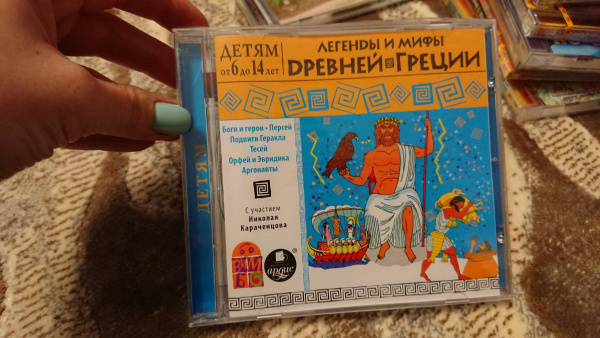 ДЕТЯМ
от 6 до 14 лет
ЛЕГЕНДЫ И МИФЫ
ДРЕВНЕЙ ГРЕЦИИ
Боги и герои • Персей
Подвиги Геракла
Тесей
Орфей и Эвридика
Аргонавты
С участием
Николая
Караченцова
ВИМ
Б
ардис
ДЕТЯМ